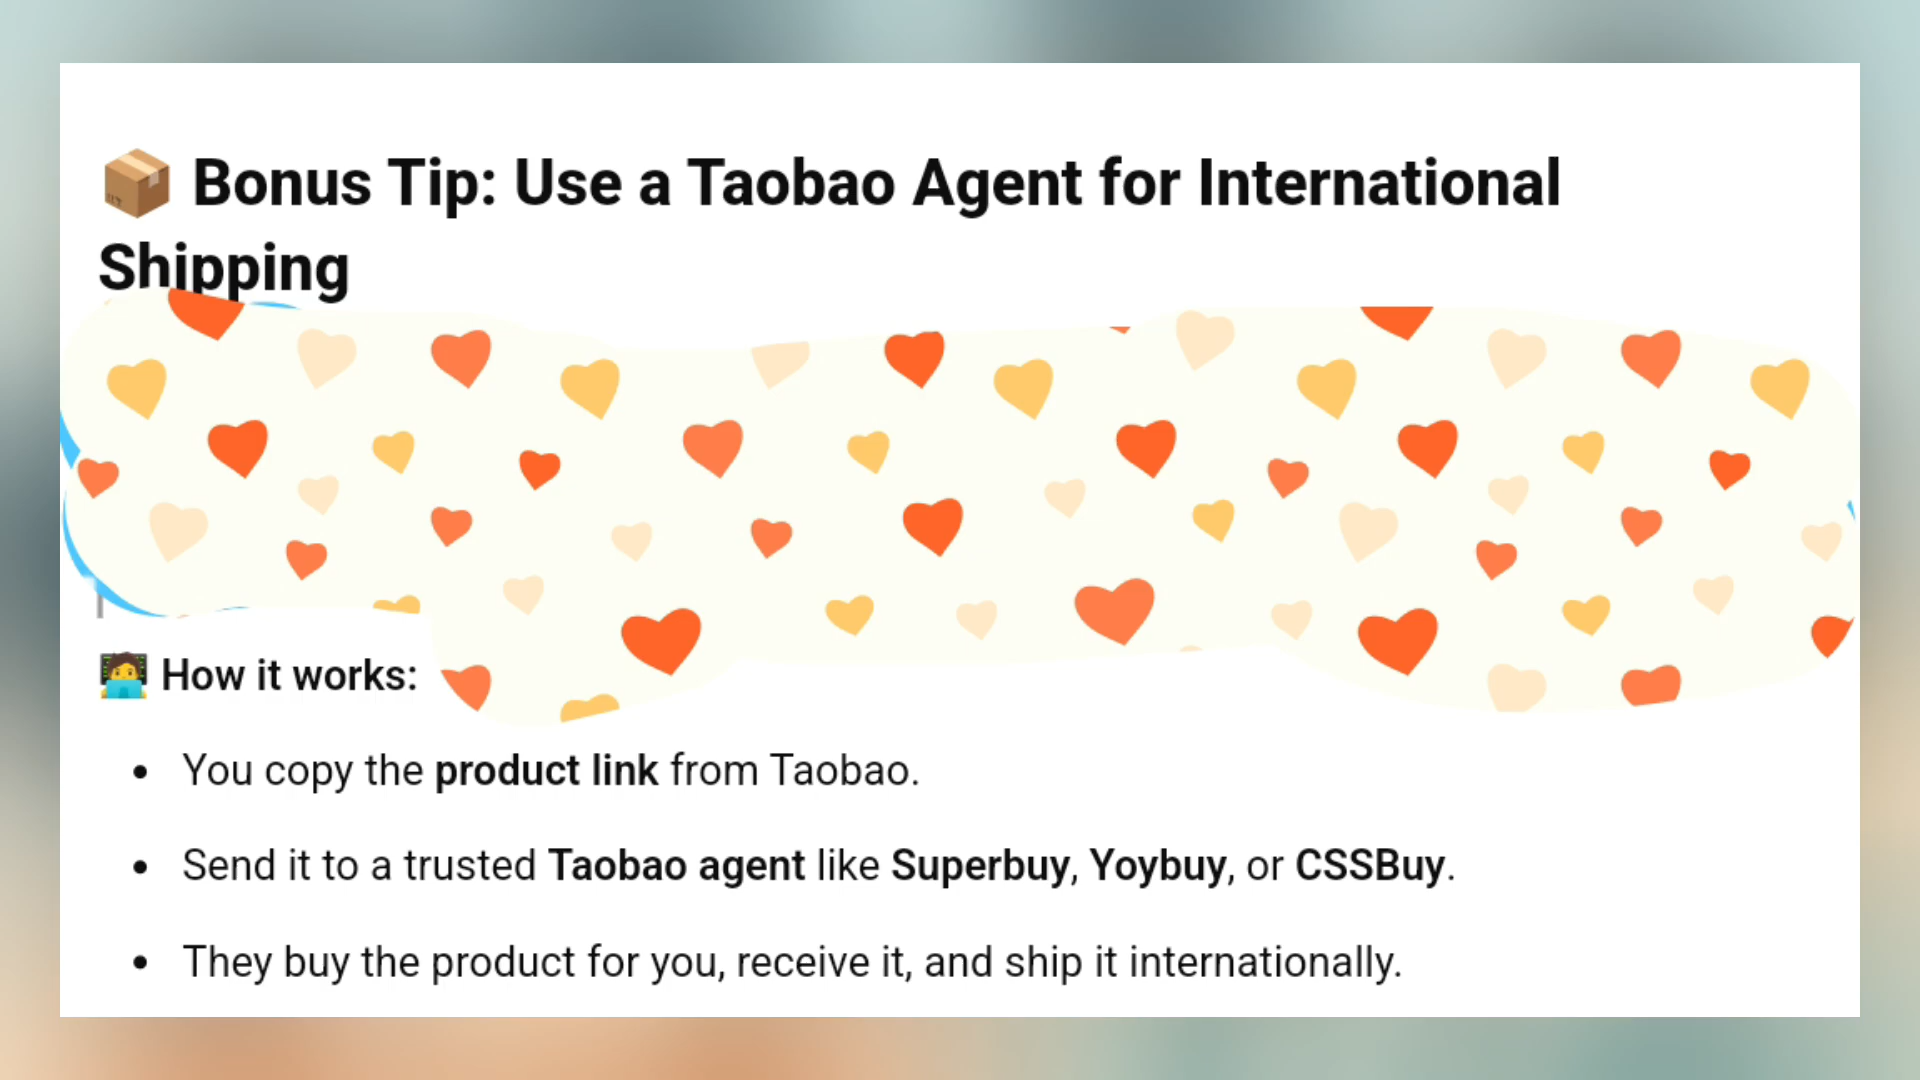 📦 Bonus Tip: Use a Taobao Agent for International
Shipping
🧑‍💻 How it works:
• You copy the product link from Taobao.
• Send it to a trusted Taobao agent like Superbuy, Yoybuy, or CSSBuy.
• They buy the product for you, receive it, and ship it internationally.